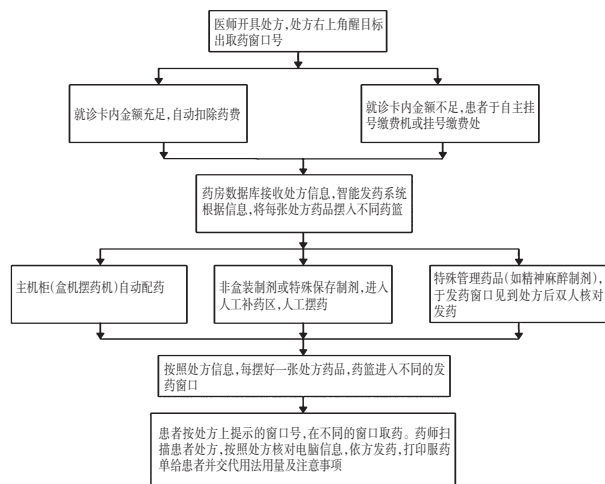 医师开具处方,处方右上角醒目标
出取药窗口号
就诊卡内金额充足,自动扣除药费
就诊卡内金额不足,患者于自主挂
号缴费机或挂号缴费处
药房数据库接收处方信息,智能发药系统
根据信息,将每张处方药品摆入不同药篮
主机柜(盒机摆药机)自动配药
非盒装制剂或特殊保存制剂,进入
人工补药区,人工摆药
特殊管理药品(如精神麻醉制剂),
于发药窗口见到处方后双人核对
发药
按照处方信息,每摆好一张处方药品,药篮进入不同的发
药窗口
患者按处方上提示的窗口号,在不同的窗口取药。药师扫
描患者处方,按照处方核对电脑信息,依方发药,打印服药
单给患者并交代用法用量及注意事项